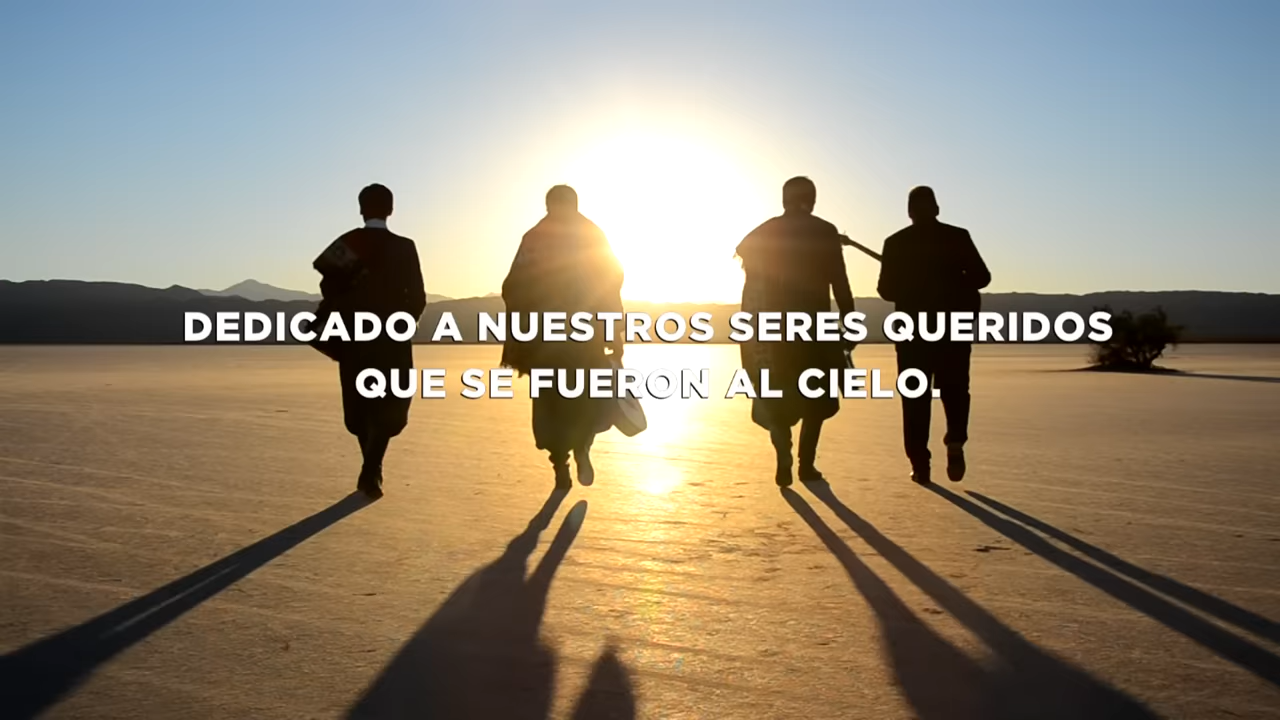 DEDICADO A NUESTROS SERES QUERIDOS
QUE SE FUERON AL CIELO.